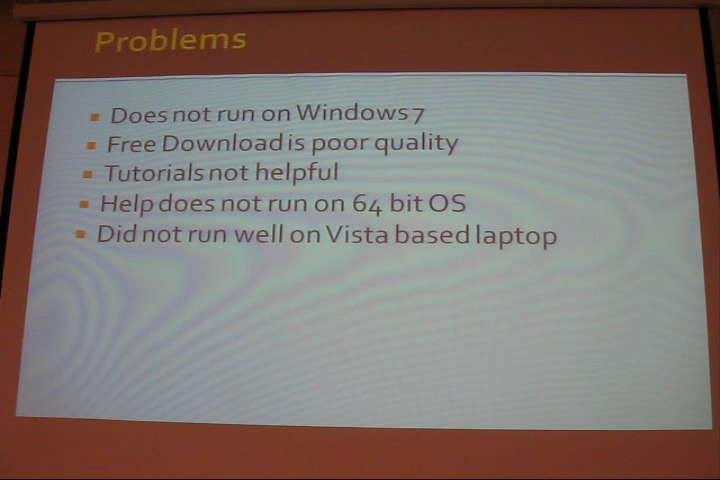 Problems
Does not run on Windows 7
Free Download is poor quality
Tutorials not helpful
Help does not run on 64 bit OS
Did not run well on Vista based laptop